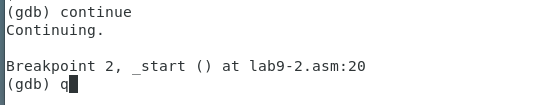 (gdb) continue
Continuing.
Breakpoint 2, _start () at lab9-2.asm:20
(gdb) q